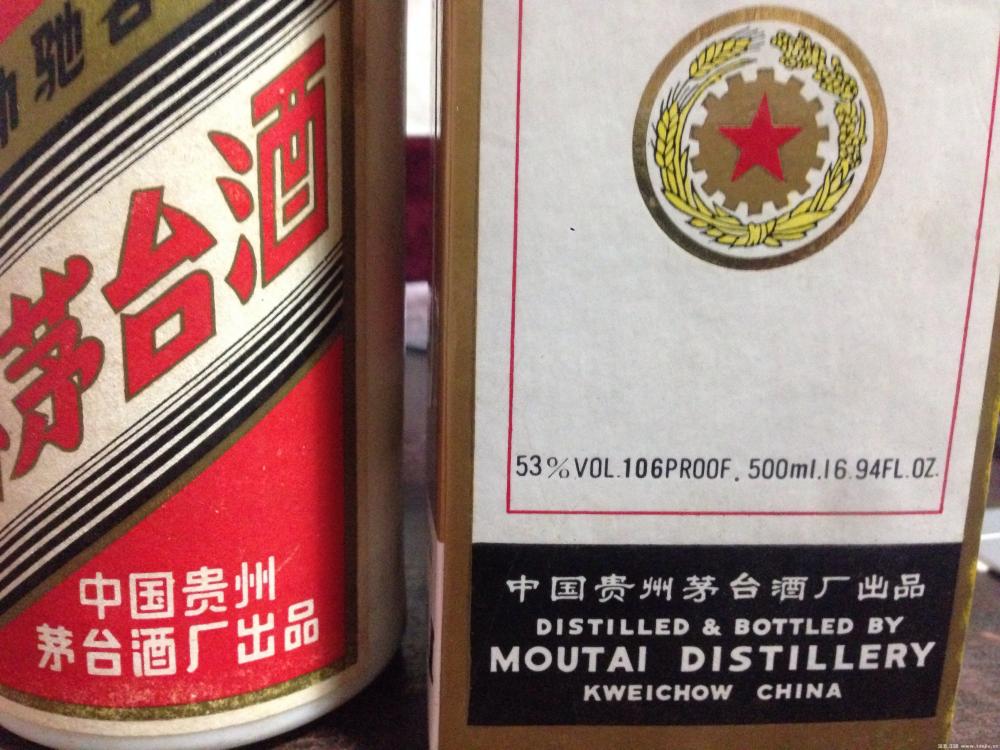 驰
茅台酒
中国贵州
茅台酒厂出品
53%VOL.106PROOF. 500ml.16.94FL.OZ.
中国贵州茅台酒厂出品
DISTILLED & BOTTLED BY
MOUTAI DISTILLERY
KWEICHOW CHINA